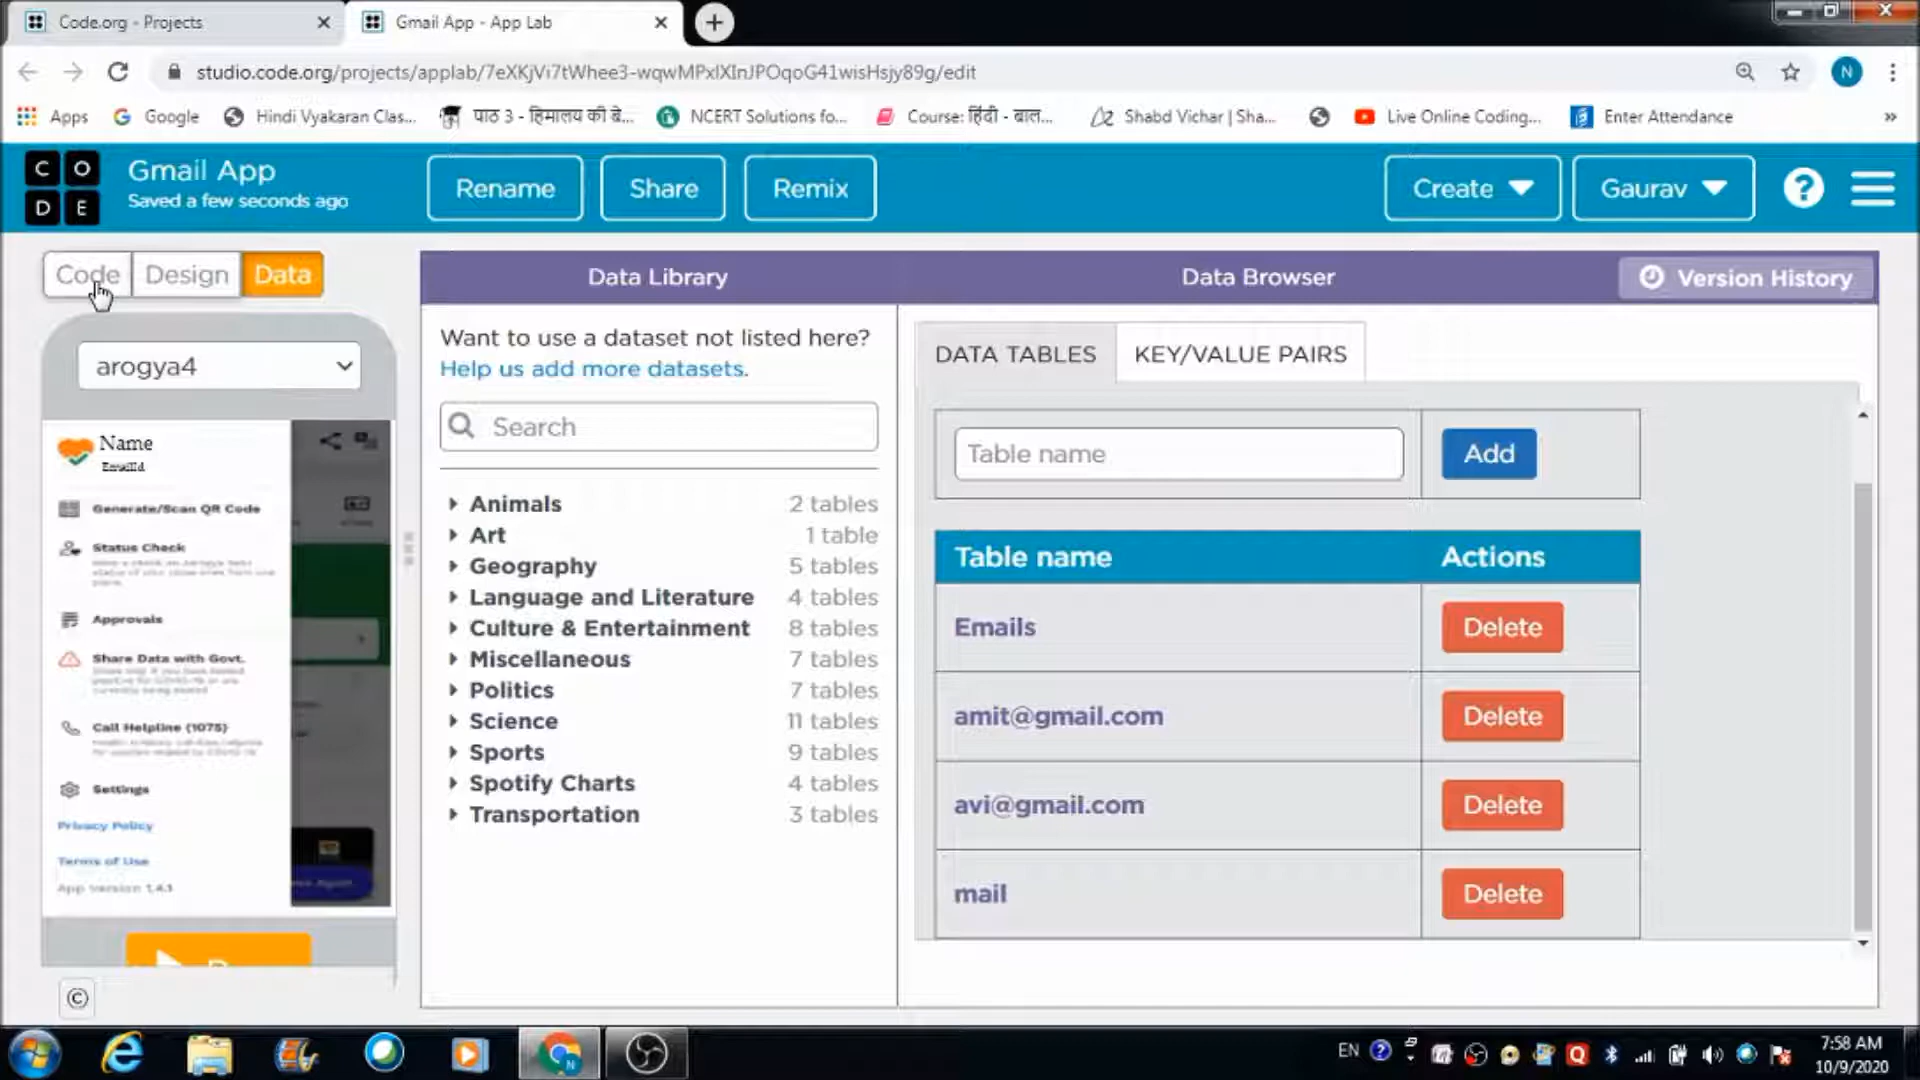 Code.org - Projects
Gmail App - App Lab
studio.code.org/projects/applab/7eXKjVi7tWhee3-wqwMPxlXInJPOqoG41wisHsjy89g/edit
N
Apps
Google
Hindi Vyakaran Clas...
पाठ 3 - हिमालय की बे...
NCERT Solutions fo...
Course: हिंदी - बाल...
Shabd Vichar | Sha...
Live Online Coding...
Enter Attendance
»
C O
D E
Gmail App
Saved a few seconds ago
Rename
Share
Remix
Create
Gaurav
?
Code
Design
Data
Data Library
Data Browser
Version History
arogya4
Name
EmailId
Generate/Scan QR Code
Status Check
Approvals
Share Data with Govt.
Call Helpline (1075)
Settings
Privacy Policy
Terms of Use
App version 1.4.1
©
Want to use a dataset not listed here?
Help us add more datasets.
Search
Animals 2 tables
Art 1 table
Geography 5 tables
Language and Literature 4 tables
Culture & Entertainment 8 tables
Miscellaneous 7 tables
Politics 7 tables
Science 11 tables
Sports 9 tables
Spotify Charts 4 tables
Transportation 3 tables
DATA TABLES
KEY/VALUE PAIRS
Table name
Add
Table name Actions
Emails Delete
amit@gmail.com Delete
avi@gmail.com Delete
mail Delete
EN
7:58 AM
10/9/2020